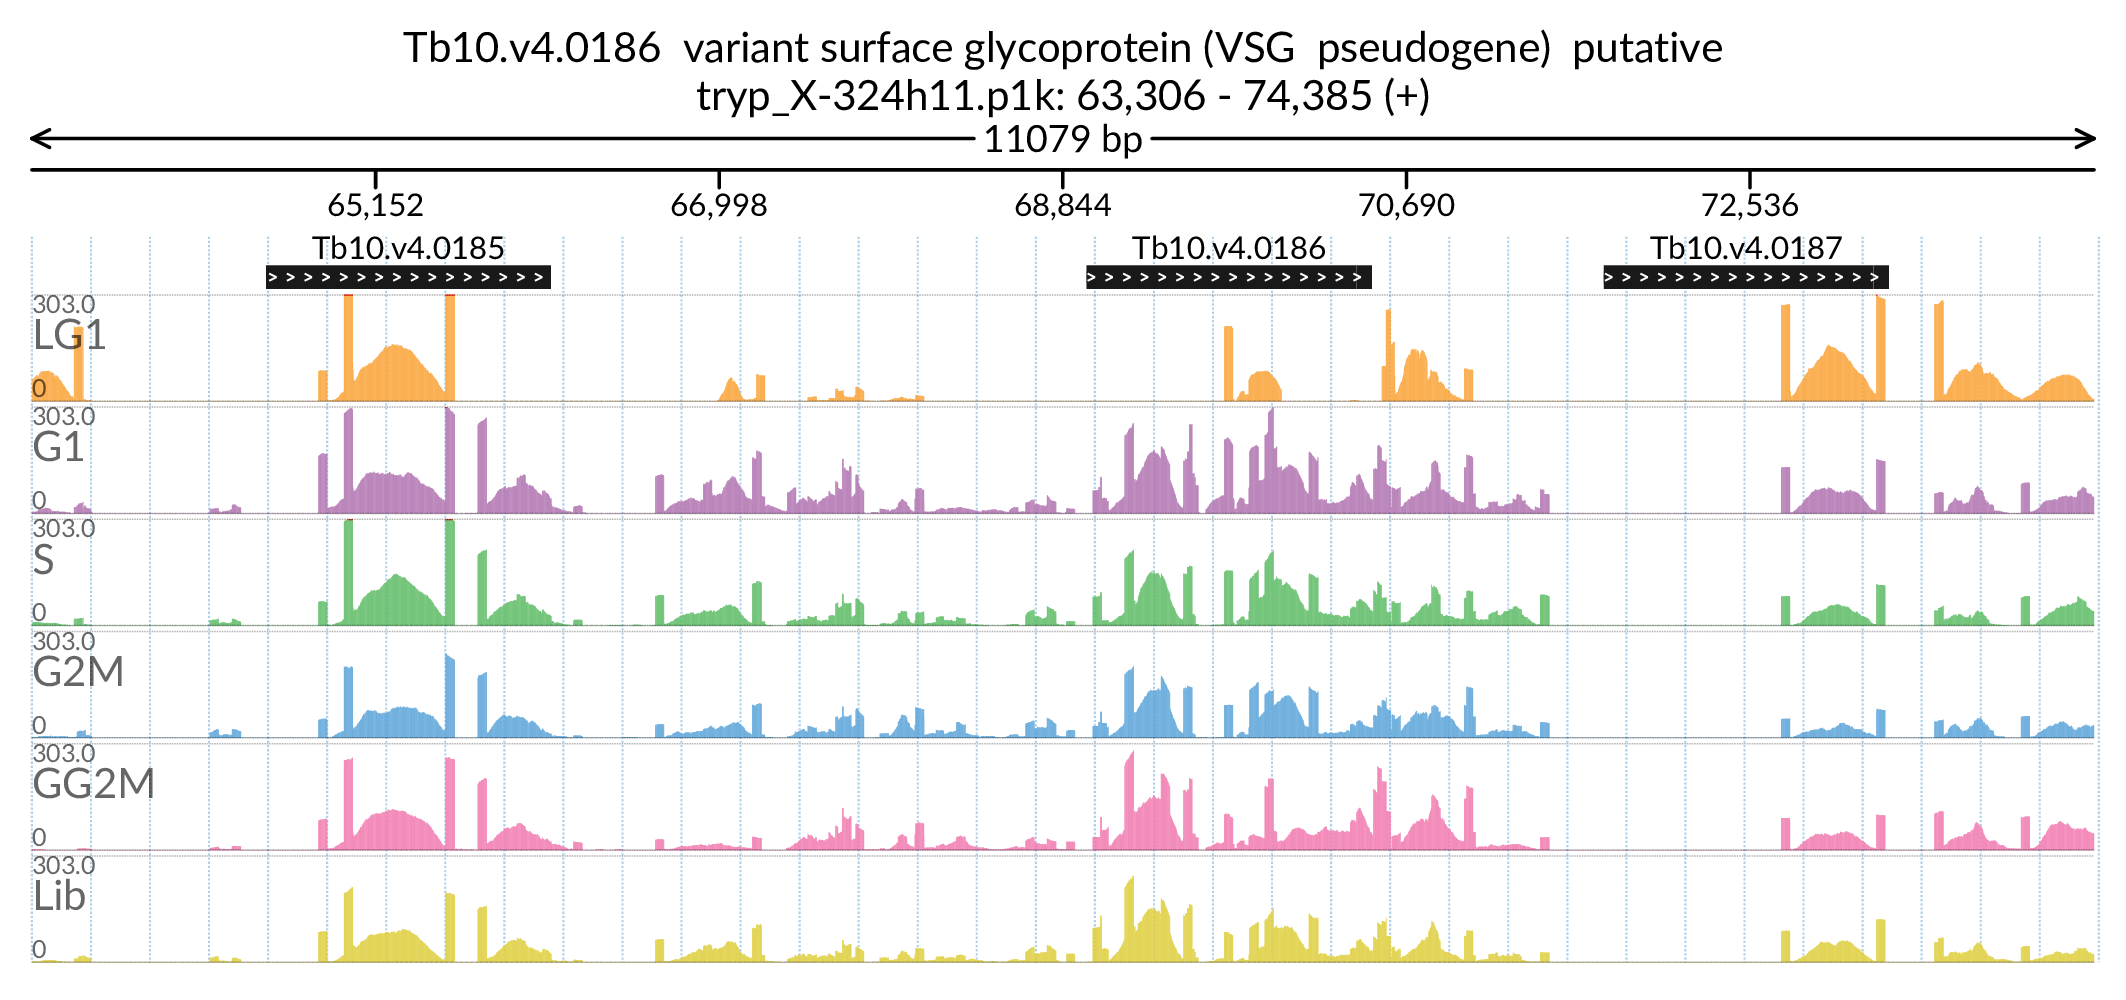 Tb10.v4.0186 variant surface glycoprotein (VSG pseudogene) putative
tryp_X-324h11.p1k: 63,306 - 74,385 (+)
11079 bp
65,152 66,998 68,844 70,690 72,536
Tb10.v4.0185 Tb10.v4.0186 Tb10.v4.0187
303.0
LG1
0
303.0
G1
0
303.0
S
0
303.0
G2M
0
303.0
GG2M
0
303.0
Lib
0